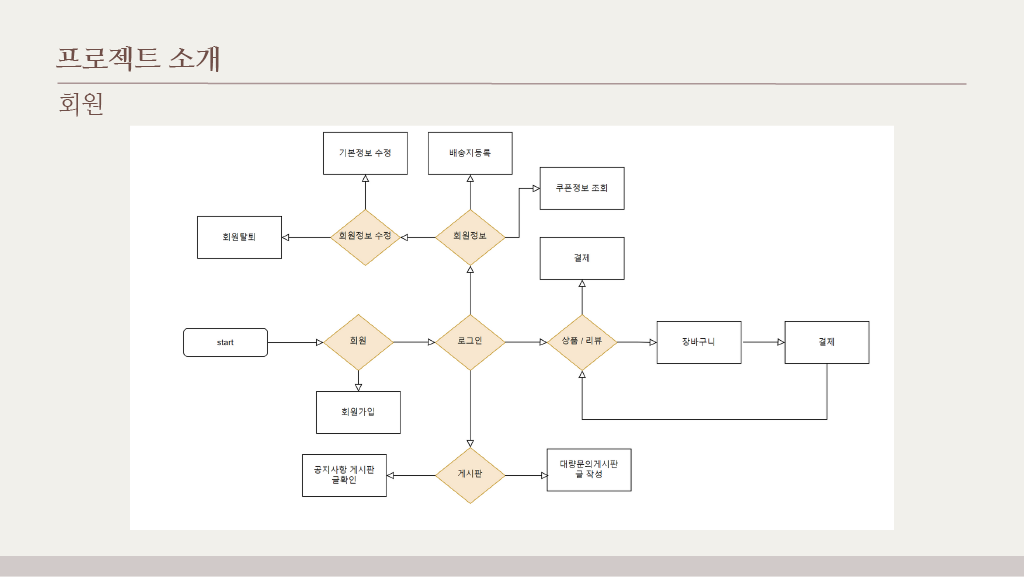 프로젝트 소개
회원
기본정보 수정
배송지등록
쿠폰정보 조회
회원탈퇴
회원정보 수정
회원정보
결제
start
회원
로그인
상품 / 리뷰
장바구니
결제
회원가입
공지사항 게시판
글확인
게시판
대량문의게시판
글 작성